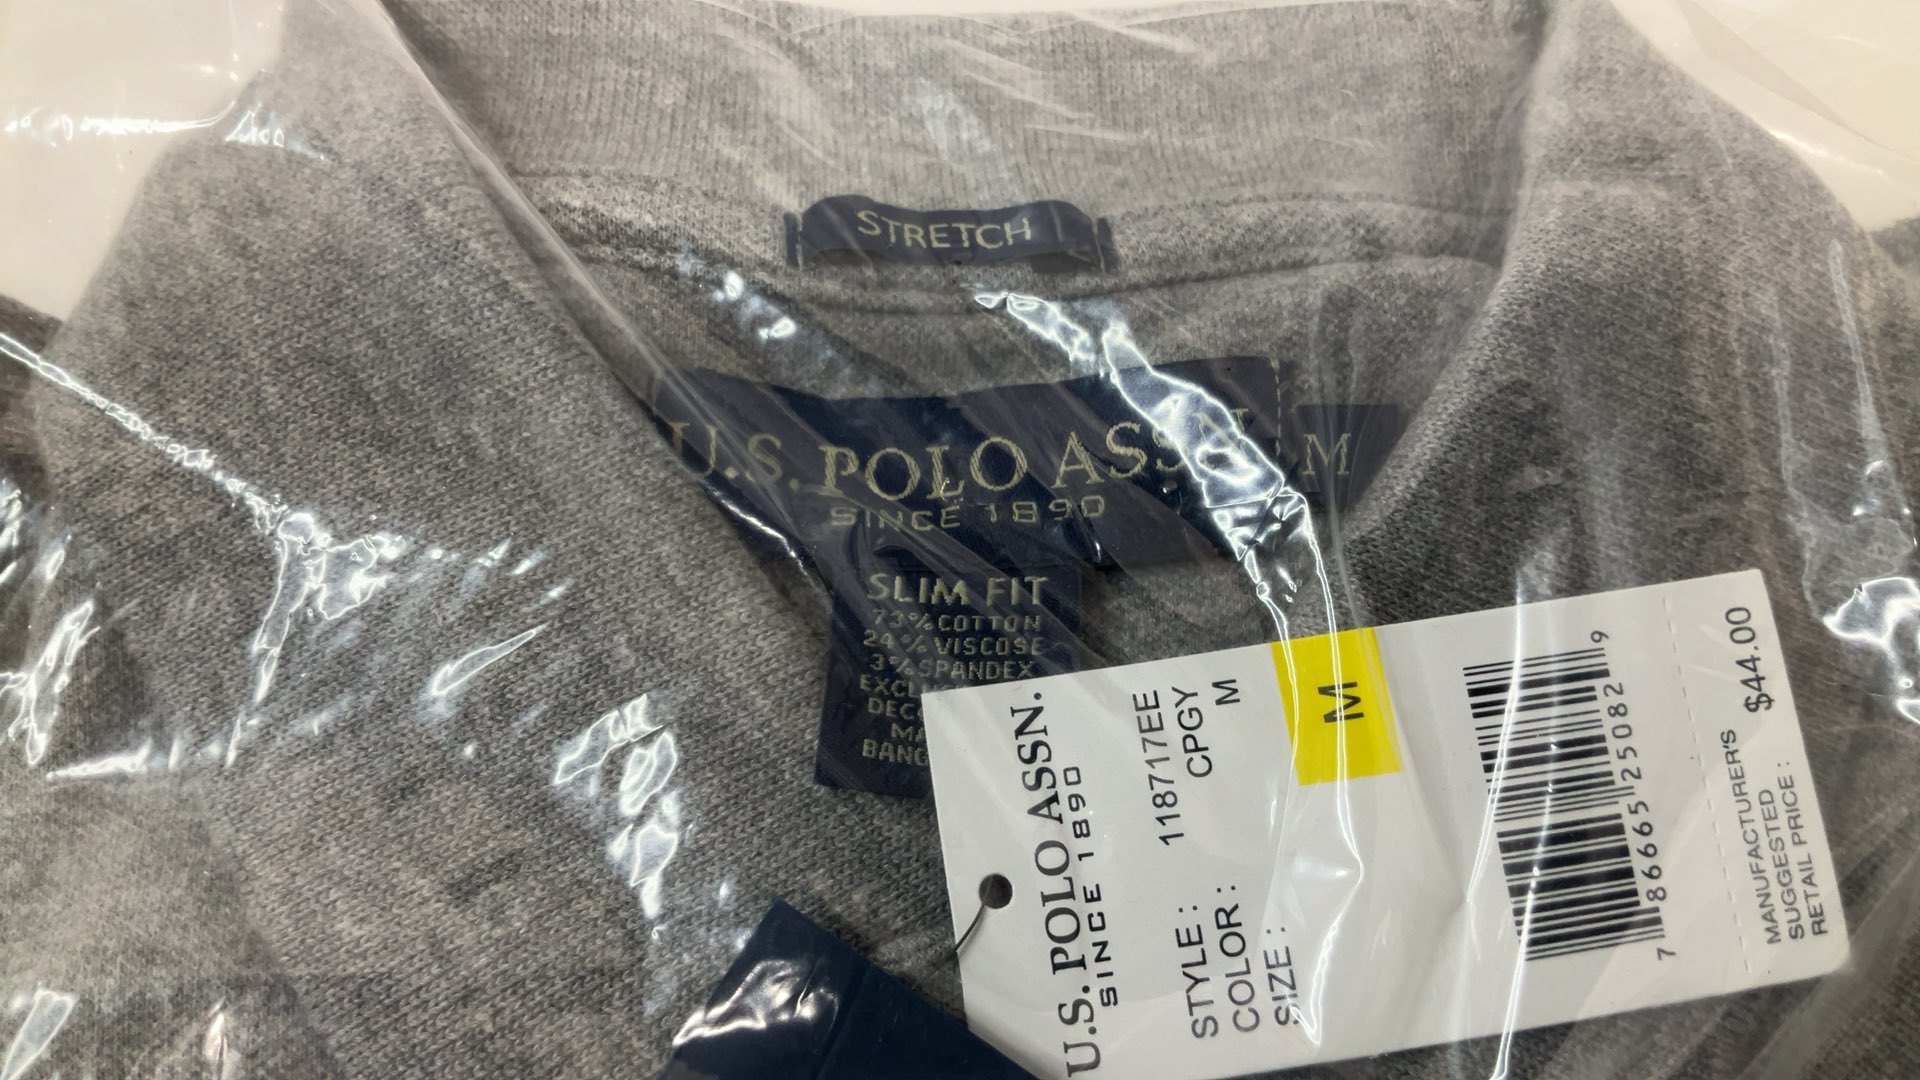 STRETCH
U.S. POLO ASSN.
M
SINCE 1890
SLIM FIT
73% COTTON
24% VISCOSE
3% SPANDEX
U.S. POLO ASSN.
SINCE 1890
STYLE: 118717EE
COLOR: CPGY
SIZE: M
M
7 86665 25082 9
MANUFACTURER'S
SUGGESTED
RETAIL PRICE: $44.00